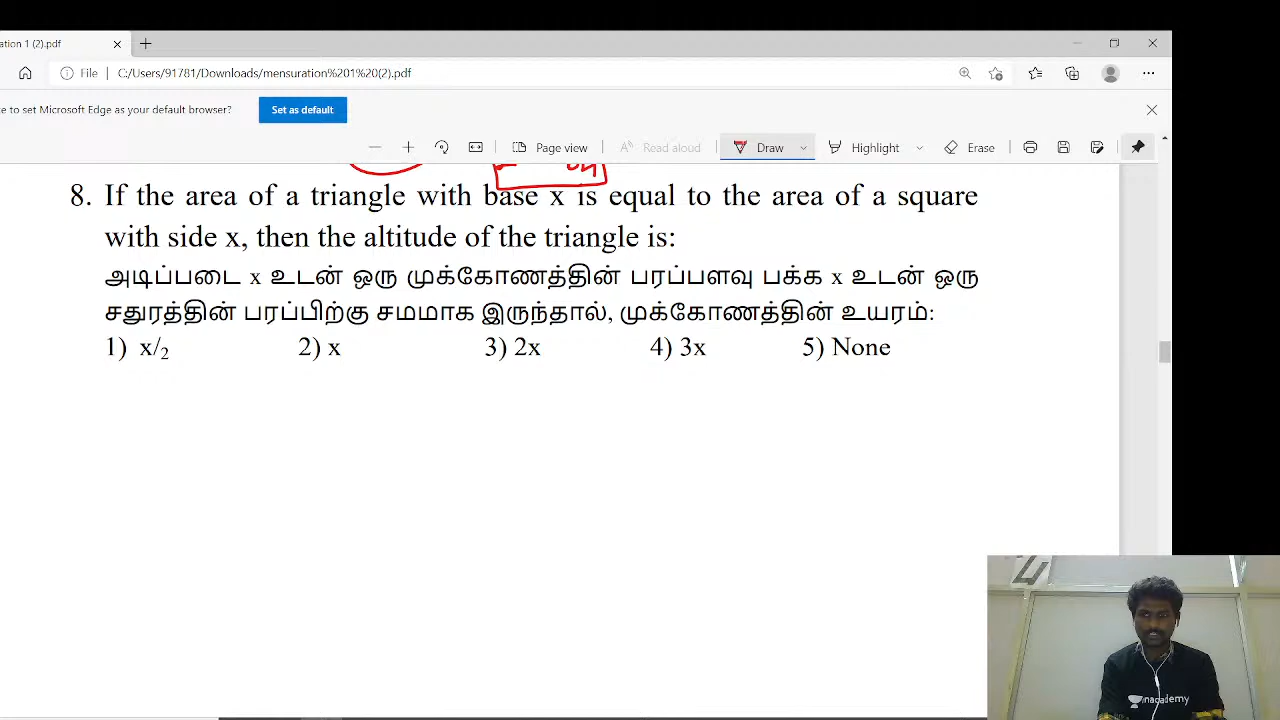 ation 1 (2).pdf
File C:/Users/91781/Downloads/mensuration%201%20(2).pdf
e to set Microsoft Edge as your default browser? Set as default
Page view Read aloud Draw Highlight Erase
8. If the area of a triangle with base x is equal to the area of a square
with side x, then the altitude of the triangle is:
அடிப்படை x உடன் ஒரு முக்கோணத்தின் பரப்பளவு பக்க x உடன் ஒரு
சதுரத்தின் பரப்பிற்கு சமமாக இருந்தால், முக்கோணத்தின் உயரம்:
1) x/2 2) x 3) 2x 4) 3x 5) None
unacademy